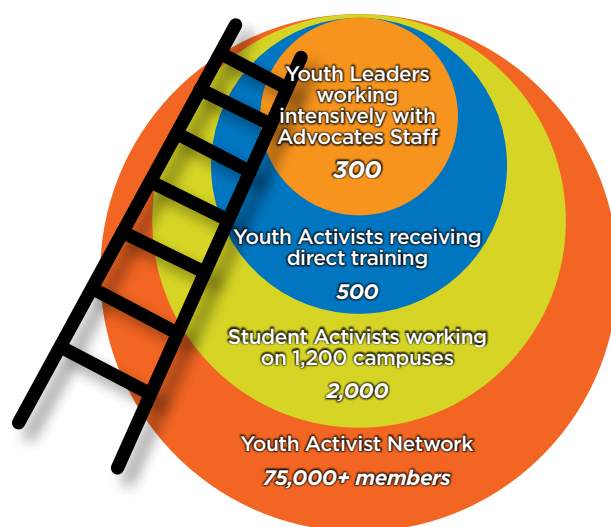 Youth Leaders
working
intensively with
Advocates Staff
300
Youth Activists receiving
direct training
500
Student Activists working
on 1,200 campuses
2,000
Youth Activist Network
75,000+ members